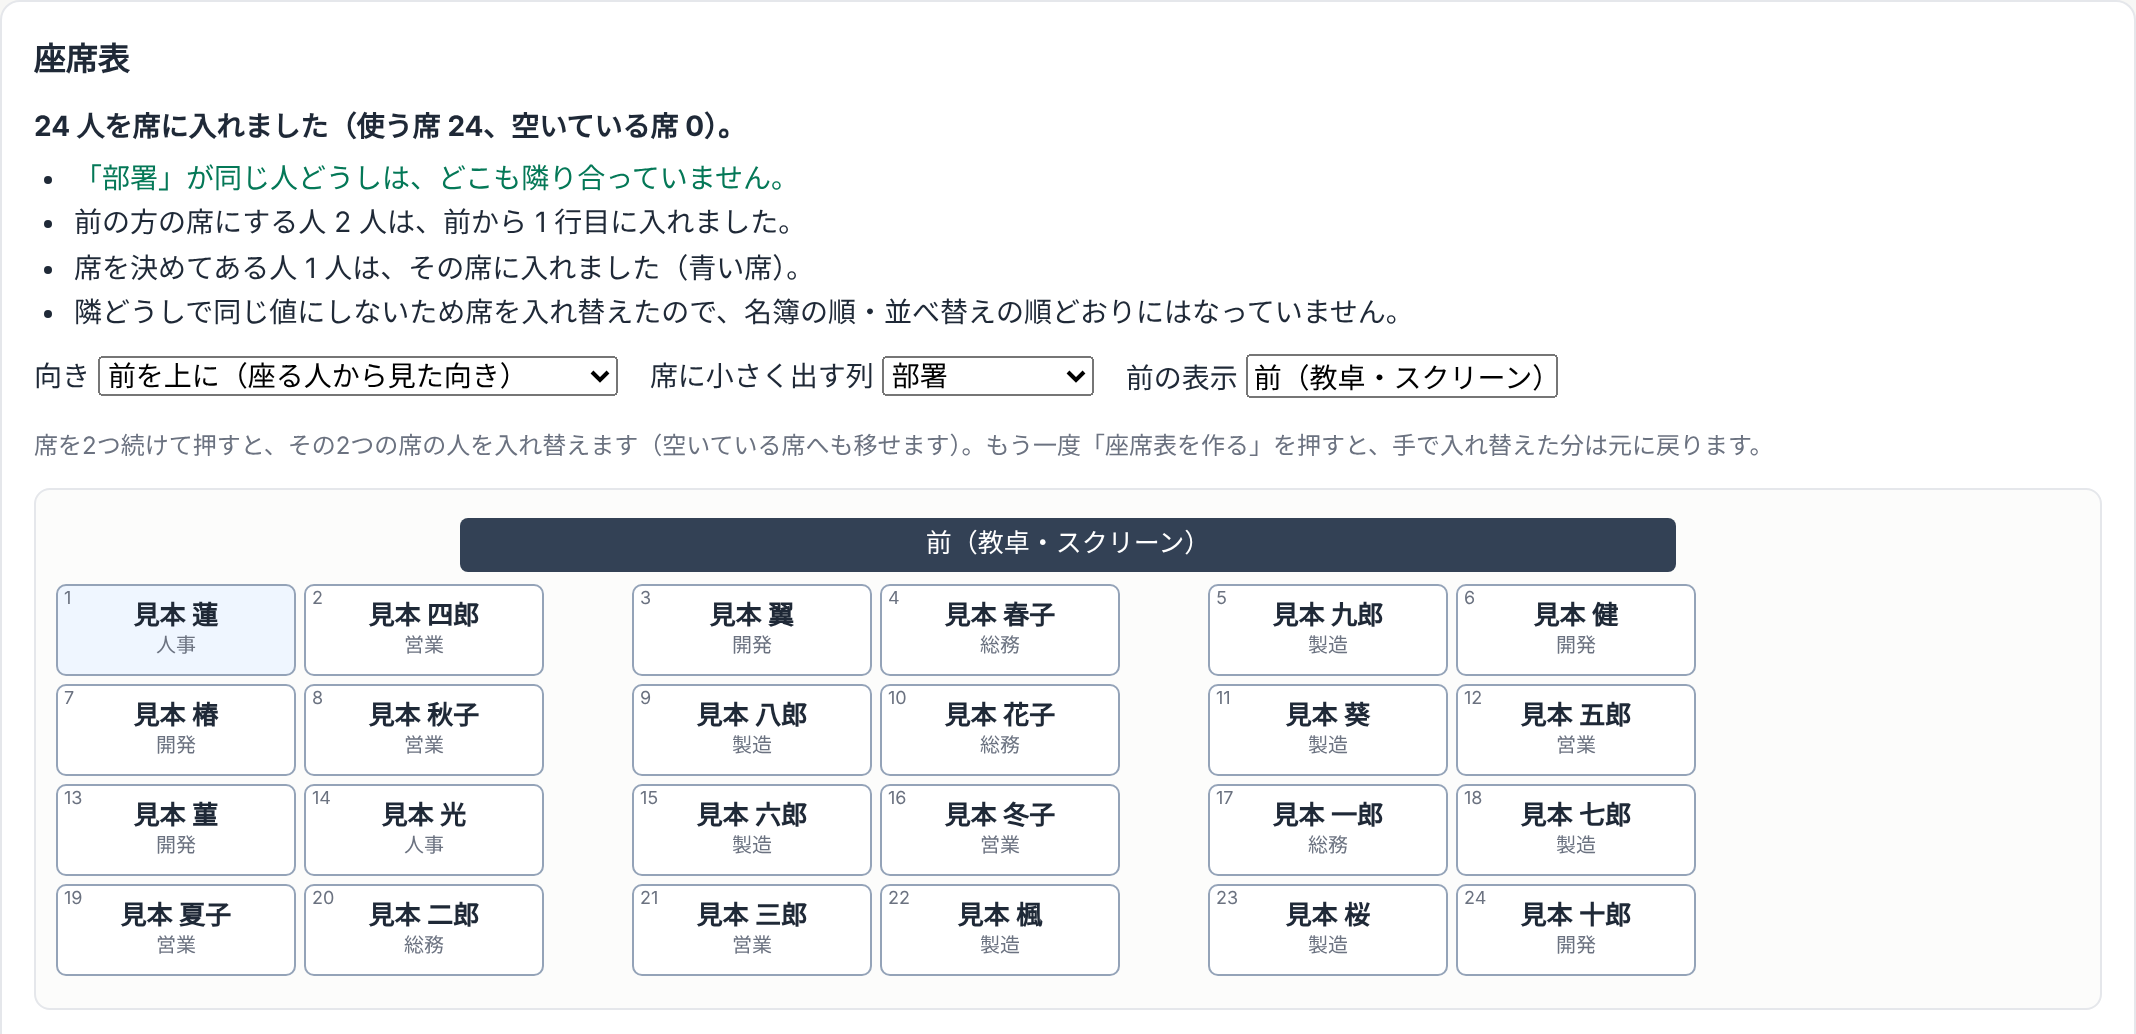 座席表
24 人を席に入れました（使う席 24、空いている席 0）。
• 「部署」が同じ人どうしは、どこも隣り合っていません。
• 前の方の席にする人 2 人は、前から 1 行目に入れました。
• 席を決めてある人 1 人は、その席に入れました（青い席）。
• 隣どうしで同じ値にしないため席を入れ替えたので、名簿の順・並べ替えの順どおりにはなっていません。
向き 前を上に（座る人から見た向き） 席に小さく出す列 部署 前の表示 前（教卓・スクリーン）
席を2つ続けて押すと、その2つの席の人を入れ替えます（空いている席へも移せます）。もう一度「座席表を作る」を押すと、手で入れ替えた分は元に戻ります。
前（教卓・スクリーン）
1 見本 蓮 2 見本 四郎 3 見本 翼 4 見本 春子 5 見本 九郎 6 見本 健
人事 営業 開発 総務 製造 開発
7 見本 椿 8 見本 秋子 9 見本 八郎 10 見本 花子 11 見本 葵 12 見本 五郎
開発 営業 製造 総務 製造 営業
13 見本 菫 14 見本 光 15 見本 六郎 16 見本 冬子 17 見本 一郎 18 見本 七郎
開発 人事 製造 営業 総務 製造
19 見本 夏子 20 見本 二郎 21 見本 三郎 22 見本 楓 23 見本 桜 24 見本 十郎
営業 総務 営業 製造 製造 開発